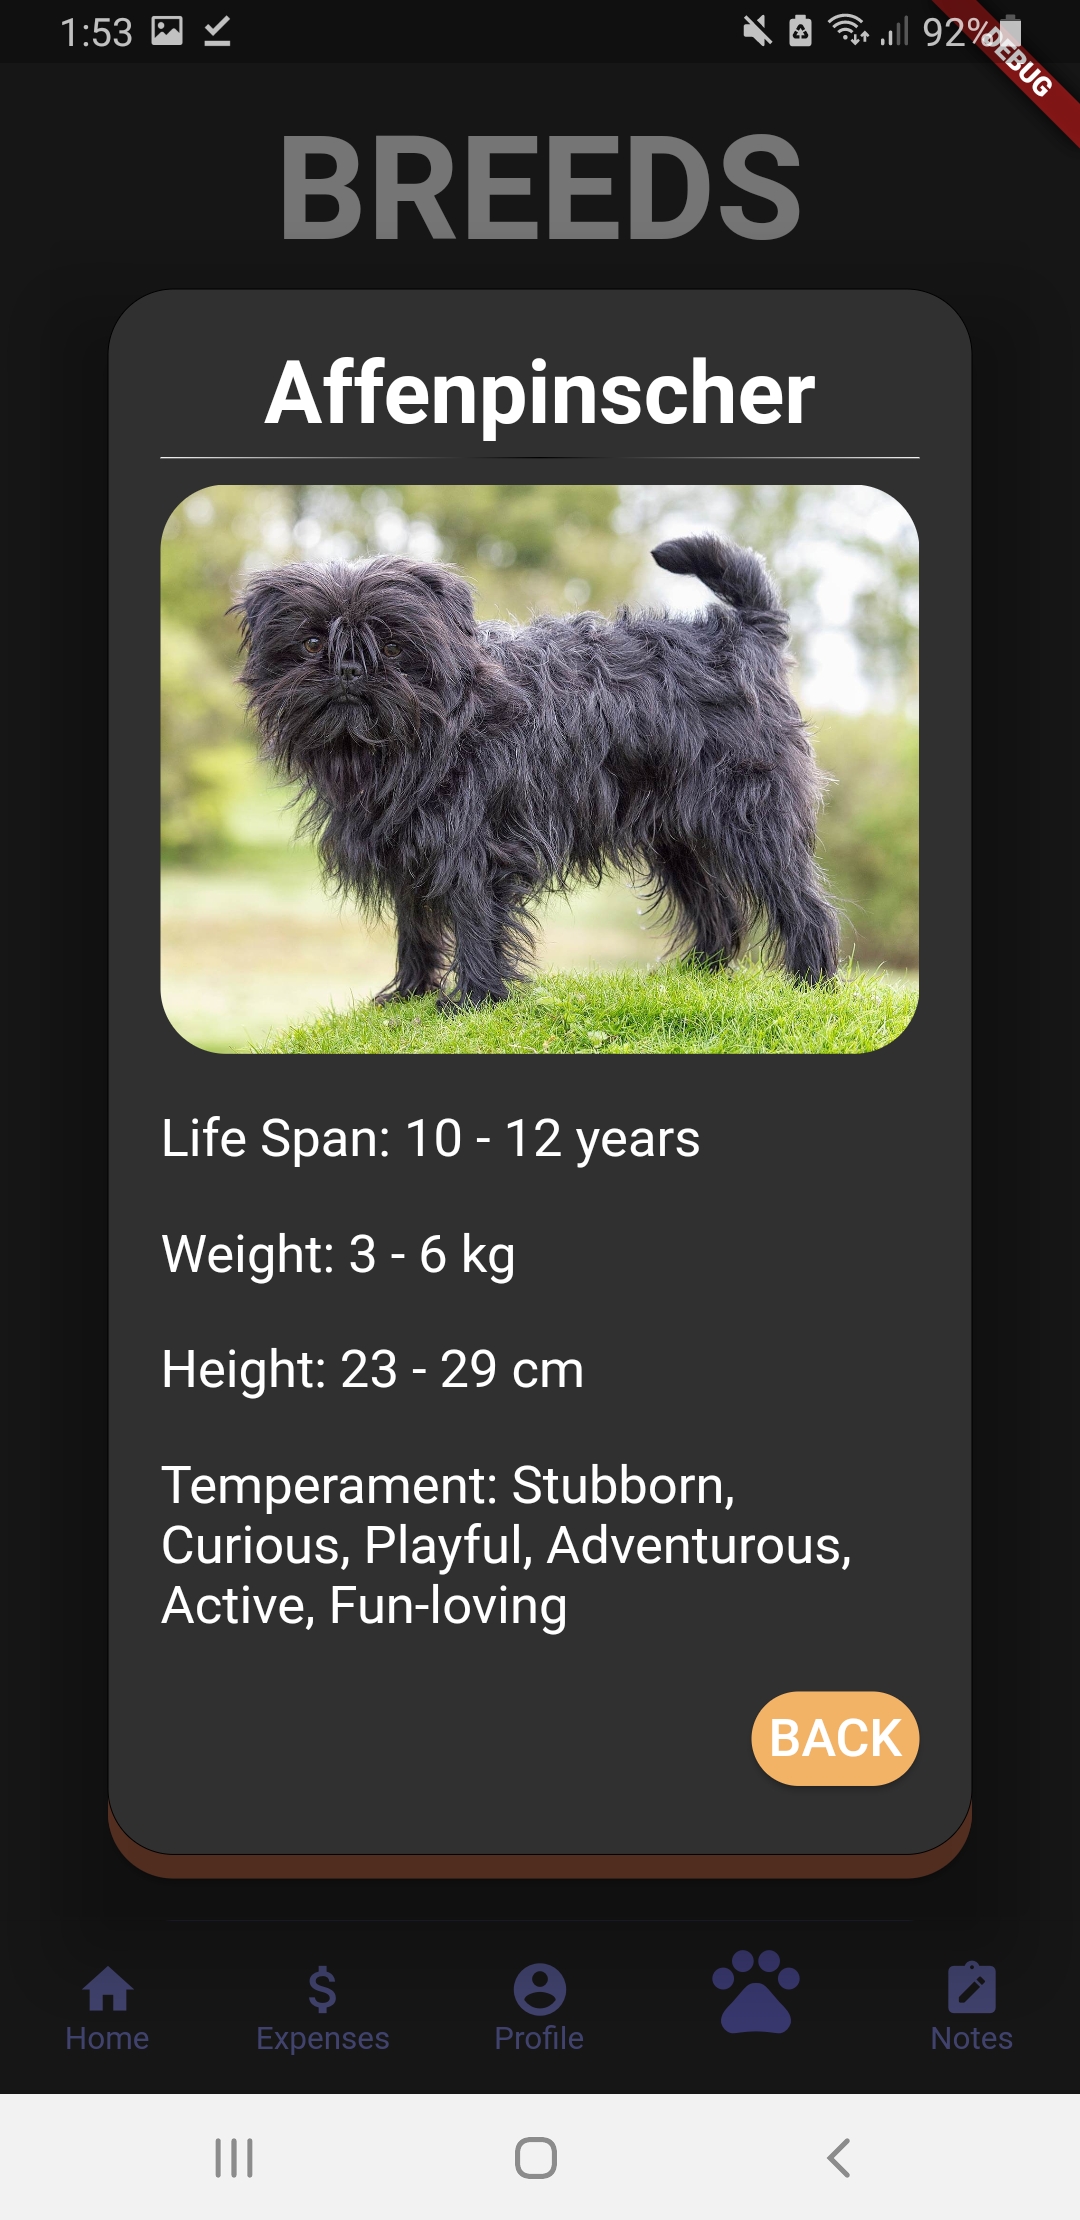 1:53
92%
DEBUG
BREEDS
Affenpinscher
Life Span: 10 - 12 years
Weight: 3 - 6 kg
Height: 23 - 29 cm
Temperament: Stubborn,
Curious, Playful, Adventurous,
Active, Fun-loving
BACK
Home
Expenses
Profile
Notes